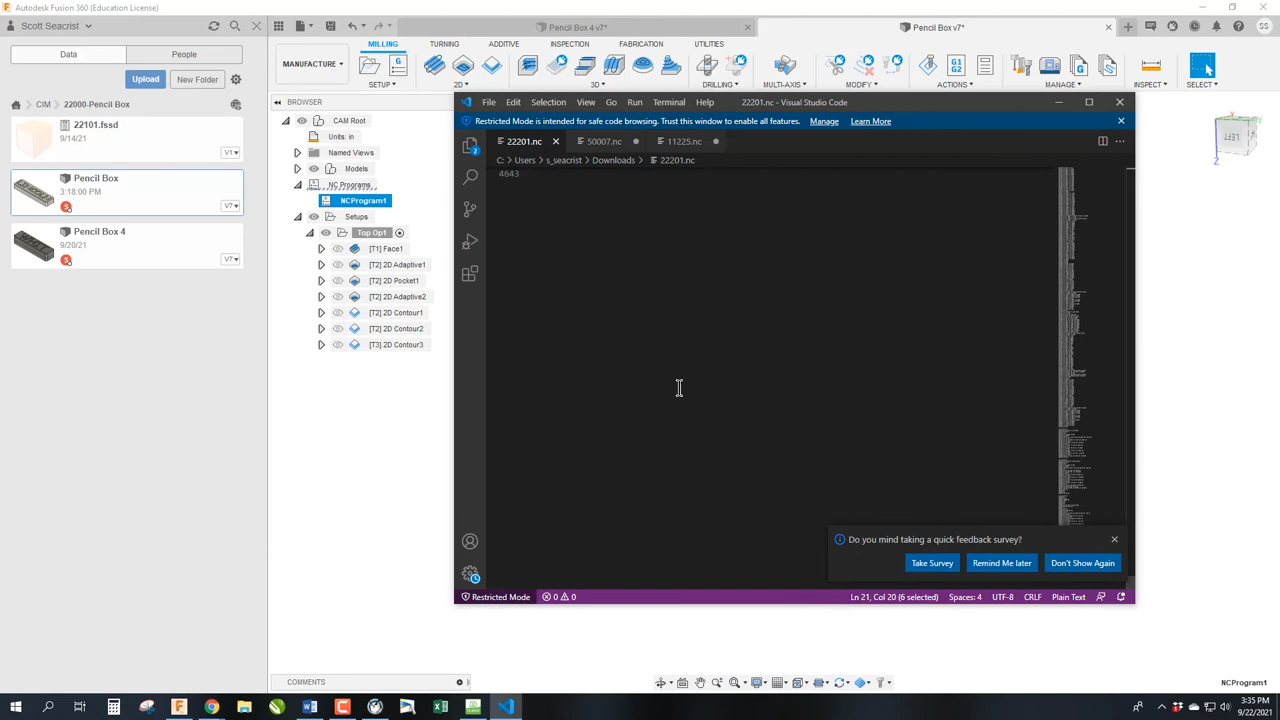 Autodesk Fusion 360 (Education License)
Scott Seacrist
Pencil Box 4 v7*
Pencil Box v7*
SS
Data
People
Upload
New Folder
CIM
22000-Pencil Box
22101.fssd
9/14/21
V1
Pencil Box
3:18:00 PM
V7
Pencil Box 4
9/20/21
V7
MANUFACTURE
MILLING
TURNING
ADDITIVE
INSPECTION
FABRICATION
UTILITIES
SETUP
2D
3D
DRILLING
MULTI-AXIS
MODIFY
ACTIONS
MANAGE
INSPECT
SELECT
BROWSER
CAM Root
Units: in
Named Views
Models
NC Programs
NCProgram1
Setups
Top Op1
[T1] Face1
[T2] 2D Adaptive1
[T2] 2D Pocket1
[T2] 2D Adaptive2
[T2] 2D Contour1
[T2] 2D Contour2
[T3] 2D Contour3
File Edit Selection View Go Run Terminal Help
22201.nc - Visual Studio Code
Restricted Mode is intended for safe code browsing. Trust this window to enable all features. Manage Learn More
22201.nc
50007.nc
11225.nc
C: > Users > s_seacrist > Downloads > 22201.nc
4643
Do you mind taking a quick feedback survey?
Take Survey
Remind Me later
Don't Show Again
Restricted Mode
0
0
Ln 21, Col 20 (6 selected)
Spaces: 4
UTF-8
CRLF
Plain Text
LEFT
Z
COMMENTS
NCProgram1
3:35 PM
9/22/2021